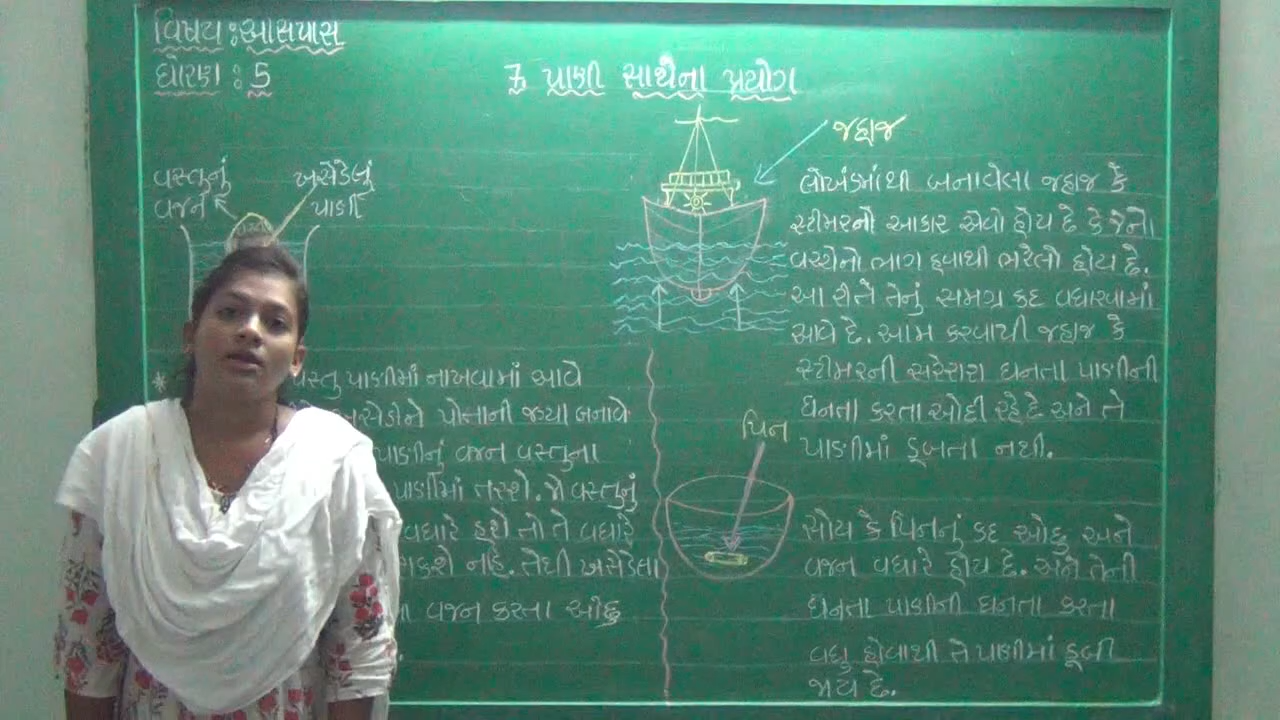 વિષય : આસપાસ
ધોરણ : 5
7 પાણી સાથેના પ્રયોગ
જહાજ
વસ્તુનું
વજન
ખસેડેલું
પાણી
લોખંડમાંથી બનાવેલા જહાજ કે
સ્ટીમરનો આકાર એવો હોય છે કે જેનો
વચ્ચેનો ભાગ હવાથી ભરેલો હોય છે.
આ રીતે તેનું સમગ્ર કદ વધારવામાં
આવે છે. આમ કરવાથી જહાજ કે
સ્ટીમરની સરેરાશ ઘનતા પાણીની
ઘનતા કરતા ઓછી રહે છે અને તે
પાણીમાં ડૂબતા નથી.
* વસ્તુ પાણીમાં નાખવામાં આવે
ખસેડીને પોતાની જગ્યા બનાવે
પાણીનું વજન વસ્તુના
પાણીમાં તરશે. જો વસ્તુનું
વધારે હશે તો તે વધારે
શકશે નહિ. તેથી ખસેડેલા
વજન કરતા ઓછુ
પિન
સોય કે પિનનું કદ ઓછુ અને
વજન વધારે હોય છે. અને તેની
ઘનતા પાણીની ઘનતા કરતા
વધુ હોવાથી તે પાણીમાં ડૂબી
જાય છે.